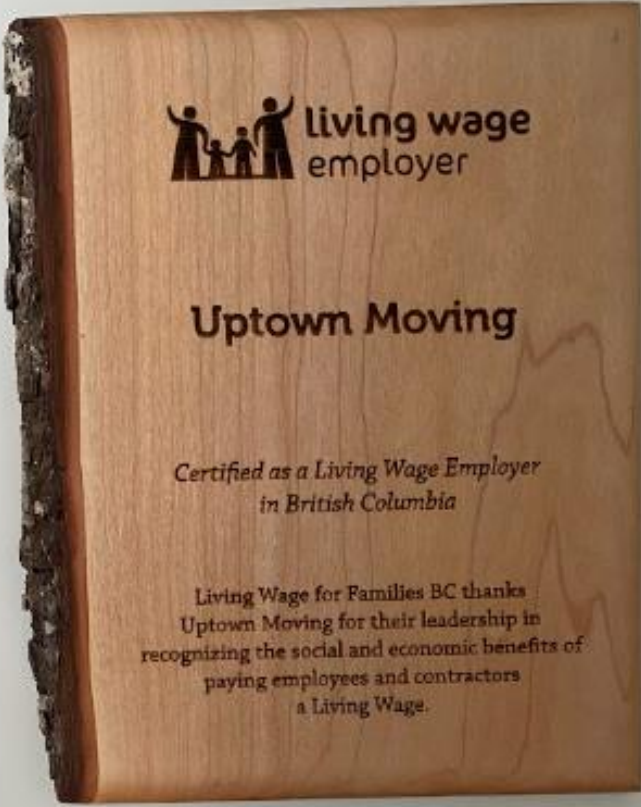 living wage
employer
Uptown Moving
Certified as a Living Wage Employer
in British Columbia
Living Wage for Families BC thanks
Uptown Moving for their leadership in
recognizing the social and economic benefits of
paying employees and contractors
a Living Wage.